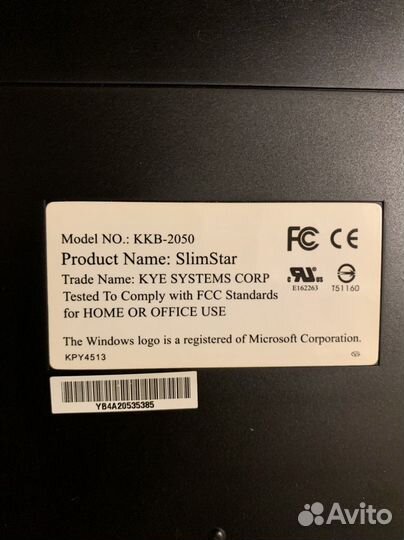 Model NO.: KKB-2050
Product Name: SlimStar
Trade Name: KYE SYSTEMS CORP
Tested To Comply with FCC Standards
for HOME OR OFFICE USE
FC CE
E162263
T51160
The Windows logo is a registered of Microsoft Corporation.
KPY4513
YB4A20535385
Avito